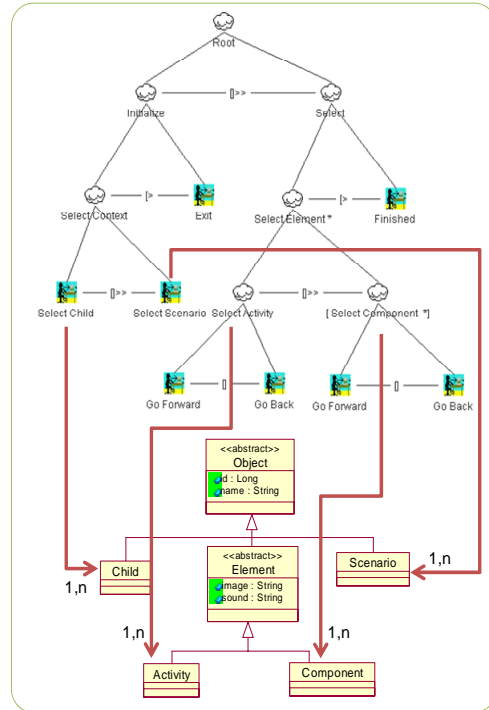 Root
Initialize
[]>>
Select
Select Context
[>
Exit
Select Element *
[>
Finished
Select Child
[]>>
Select Scenario
Select Activity
[]>>
[ Select Component *]
Go Forward
[]
Go Back
Go Forward
[]
Go Back
<<abstract>>
Object
id : Long
name : String
Child
1,n
<<abstract>>
Element
image : String
sound : String
Scenario
1,n
1,n
1,n
Activity
Component